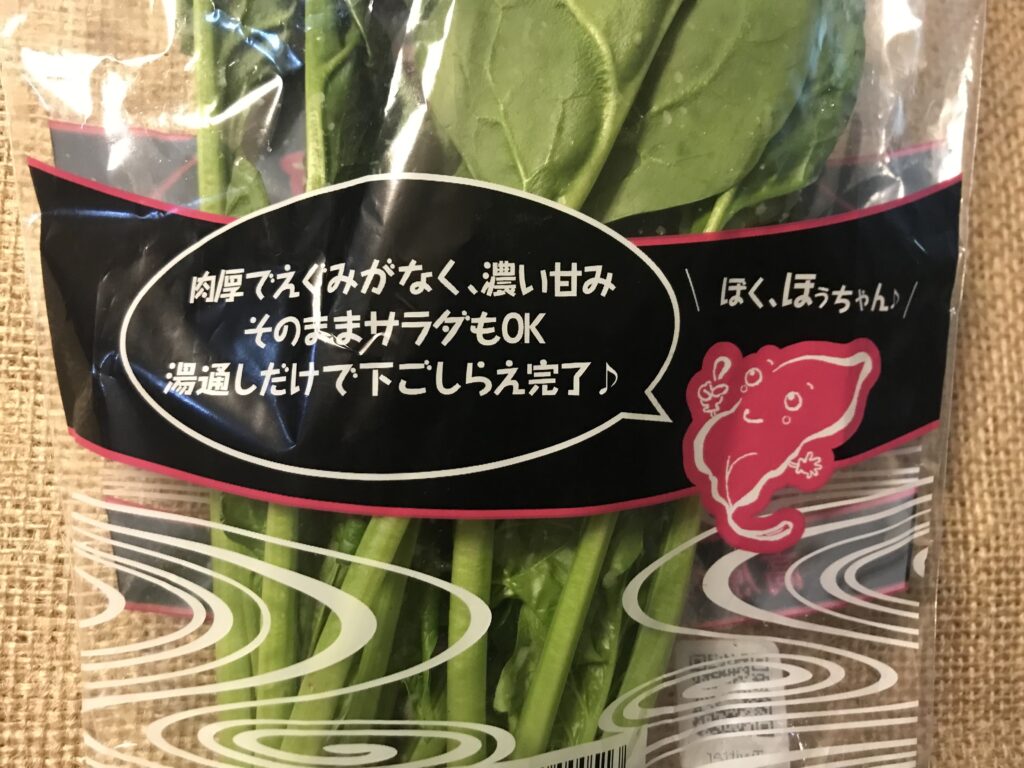 肉厚でえぐみがなく、濃い甘み
そのままサラダもOK
湯通しだけで下ごしらえ完了♪
ぼく、ほうちゃん♪